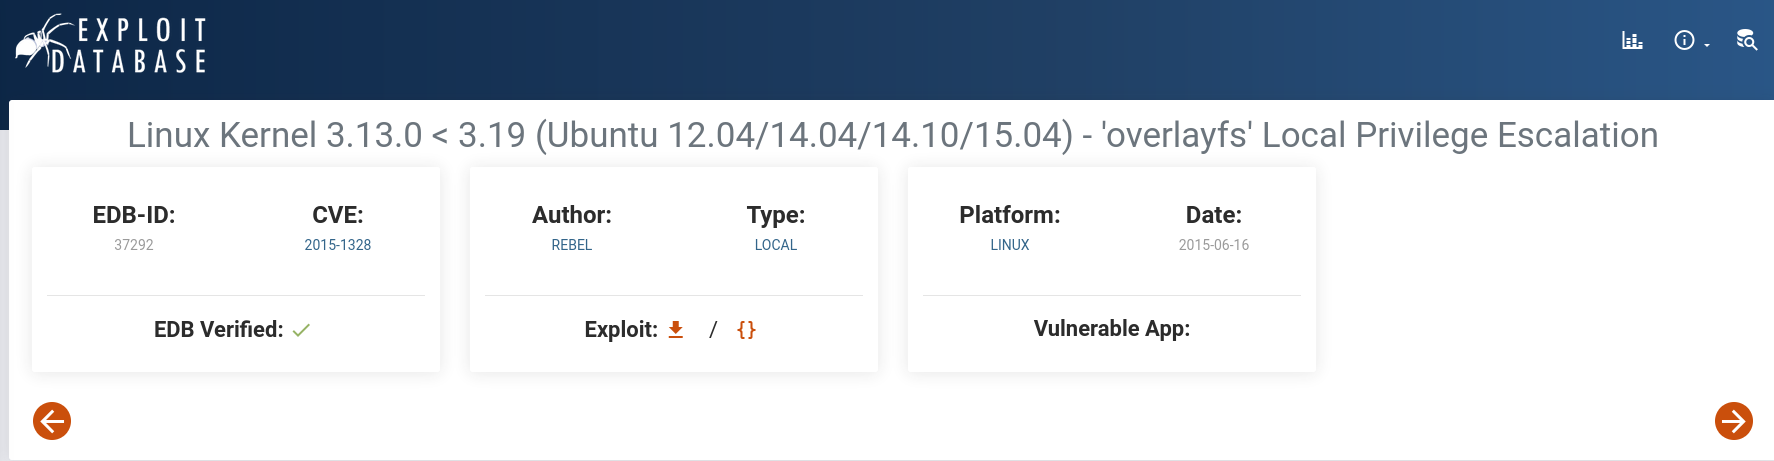 EXPLOIT
DATABASE
Linux Kernel 3.13.0 < 3.19 (Ubuntu 12.04/14.04/14.10/15.04) - 'overlayfs' Local Privilege Escalation
EDB-ID: CVE: Author: Type: Platform: Date:
37292 2015-1328 REBEL LOCAL LINUX 2015-06-16
EDB Verified: Exploit: / {} Vulnerable App: